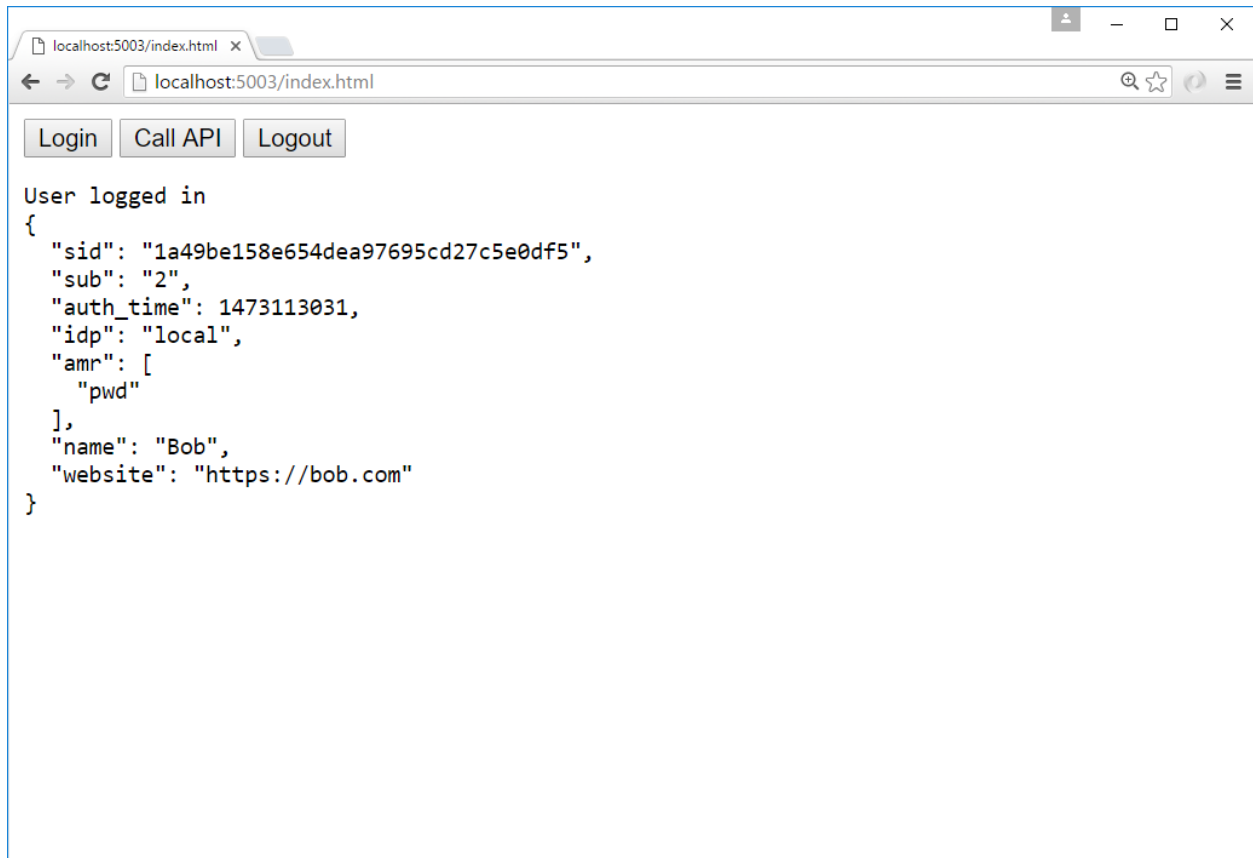 localhost:5003/index.html
localhost:5003/index.html
Login Call API Logout
User logged in
{
  "sid": "1a49be158e654dea97695cd27c5e0df5",
  "sub": "2",
  "auth_time": 1473113031,
  "idp": "local",
  "amr": [
    "pwd"
  ],
  "name": "Bob",
  "website": "https://bob.com"
}